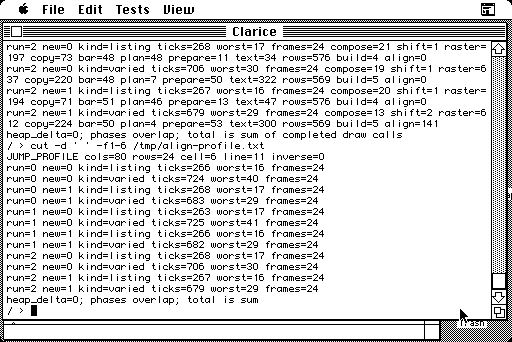 File Edit Tests View
Clarice
run=2 new=0 kind=listing ticks=268 worst=17 frames=24 compose=21 shift=1 raster=
197 copy=73 bar=48 plan=48 prepare=11 text=34 rows=576 build=4 align=0
run=2 new=0 kind=varied ticks=706 worst=30 frames=24 compose=19 shift=1 raster=6
37 copy=220 bar=48 plan=7 prepare=50 text=322 rows=569 build=5 align=0
run=2 new=1 kind=listing ticks=267 worst=16 frames=24 compose=20 shift=1 raster=
194 copy=71 bar=51 plan=46 prepare=13 text=47 rows=576 build=4 align=0
run=2 new=1 kind=varied ticks=679 worst=29 frames=24 compose=13 shift=2 raster=6
12 copy=224 bar=50 plan=4 prepare=53 text=300 rows=569 build=5 align=141
heap_delta=0; phases overlap; total is sum of completed draw calls
/ > cut -d ' ' -f1-6 /tmp/align-profile.txt
JUMP_PROFILE cols=80 rows=24 cell=6 line=11 inverse=0
run=0 new=0 kind=listing ticks=266 worst=16 frames=24
run=0 new=0 kind=varied ticks=724 worst=40 frames=24
run=0 new=1 kind=listing ticks=268 worst=17 frames=24
run=0 new=1 kind=varied ticks=683 worst=29 frames=24
run=1 new=0 kind=listing ticks=263 worst=17 frames=24
run=1 new=0 kind=varied ticks=725 worst=41 frames=24
run=1 new=1 kind=listing ticks=266 worst=16 frames=24
run=1 new=1 kind=varied ticks=682 worst=29 frames=24
run=2 new=0 kind=listing ticks=268 worst=17 frames=24
run=2 new=0 kind=varied ticks=706 worst=30 frames=24
run=2 new=1 kind=listing ticks=267 worst=16 frames=24
run=2 new=1 kind=varied ticks=679 worst=29 frames=24
heap_delta=0; phases overlap; total is sum
/ >
Trash